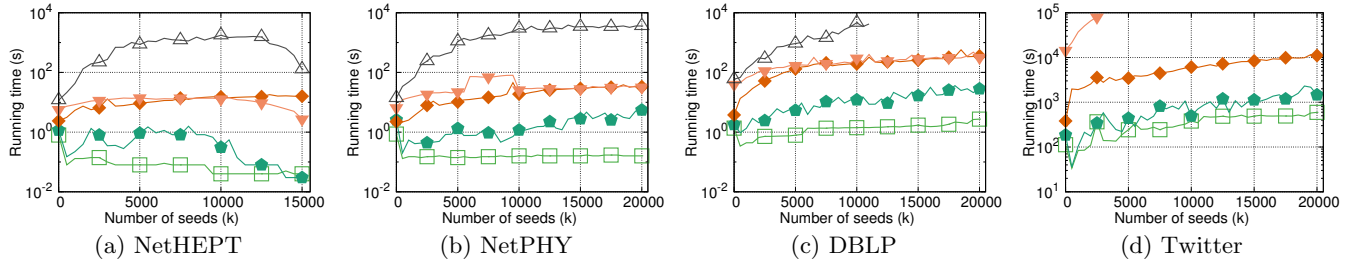 Running time (s)
10^4
10^2
10^0
10^-2
0 5000 10000 15000
Number of seeds (k)
(a) NetHEPT
Running time (s)
10^4
10^2
10^0
10^-2
0 5000 10000 15000 20000
Number of seeds (k)
(b) NetPHY
Running time (s)
10^4
10^2
10^0
10^-2
0 5000 10000 15000 20000
Number of seeds (k)
(c) DBLP
Running time (s)
10^5
10^4
10^3
10^2
10^1
0 5000 10000 15000 20000
Number of seeds (k)
(d) Twitter